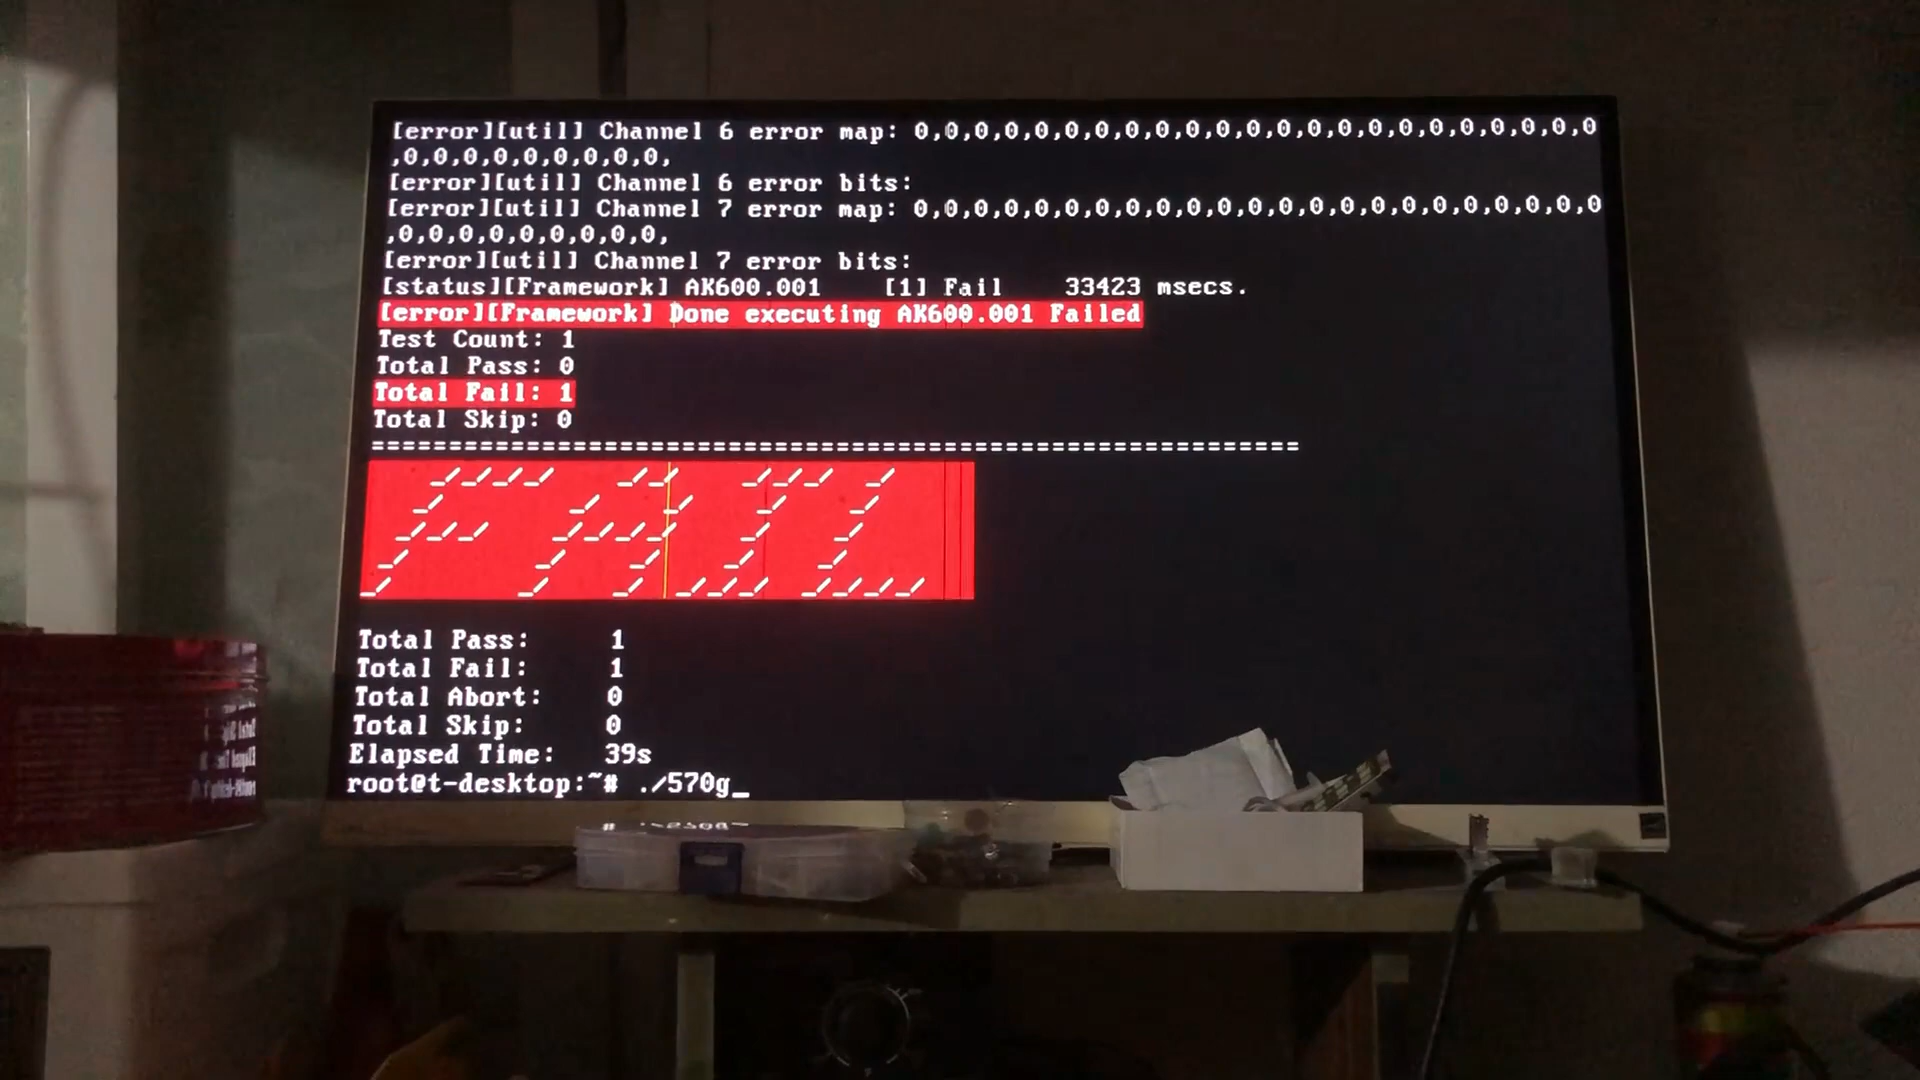 [error][util] Channel 6 error map: 0,0,0,0,0,0,0,0,0,0,0,0,0,0,0,0,0,0,0,0,0,0,0
,0,0,0,0,0,0,0,0,0,
[error][util] Channel 6 error bits:
[error][util] Channel 7 error map: 0,0,0,0,0,0,0,0,0,0,0,0,0,0,0,0,0,0,0,0,0,0,0
,0,0,0,0,0,0,0,0,0,
[error][util] Channel 7 error bits:
[status][Framework] AK600.001 [1] Fail 33423 msecs.
[error][Framework] Done executing AK600.001 Failed
Test Count: 1
Total Pass: 0
Total Fail: 1
Total Skip: 0
============================================================
FAIL
Total Pass: 1
Total Fail: 1
Total Abort: 0
Total Skip: 0
Elapsed Time: 39s
root@t-desktop:~# ./570g_